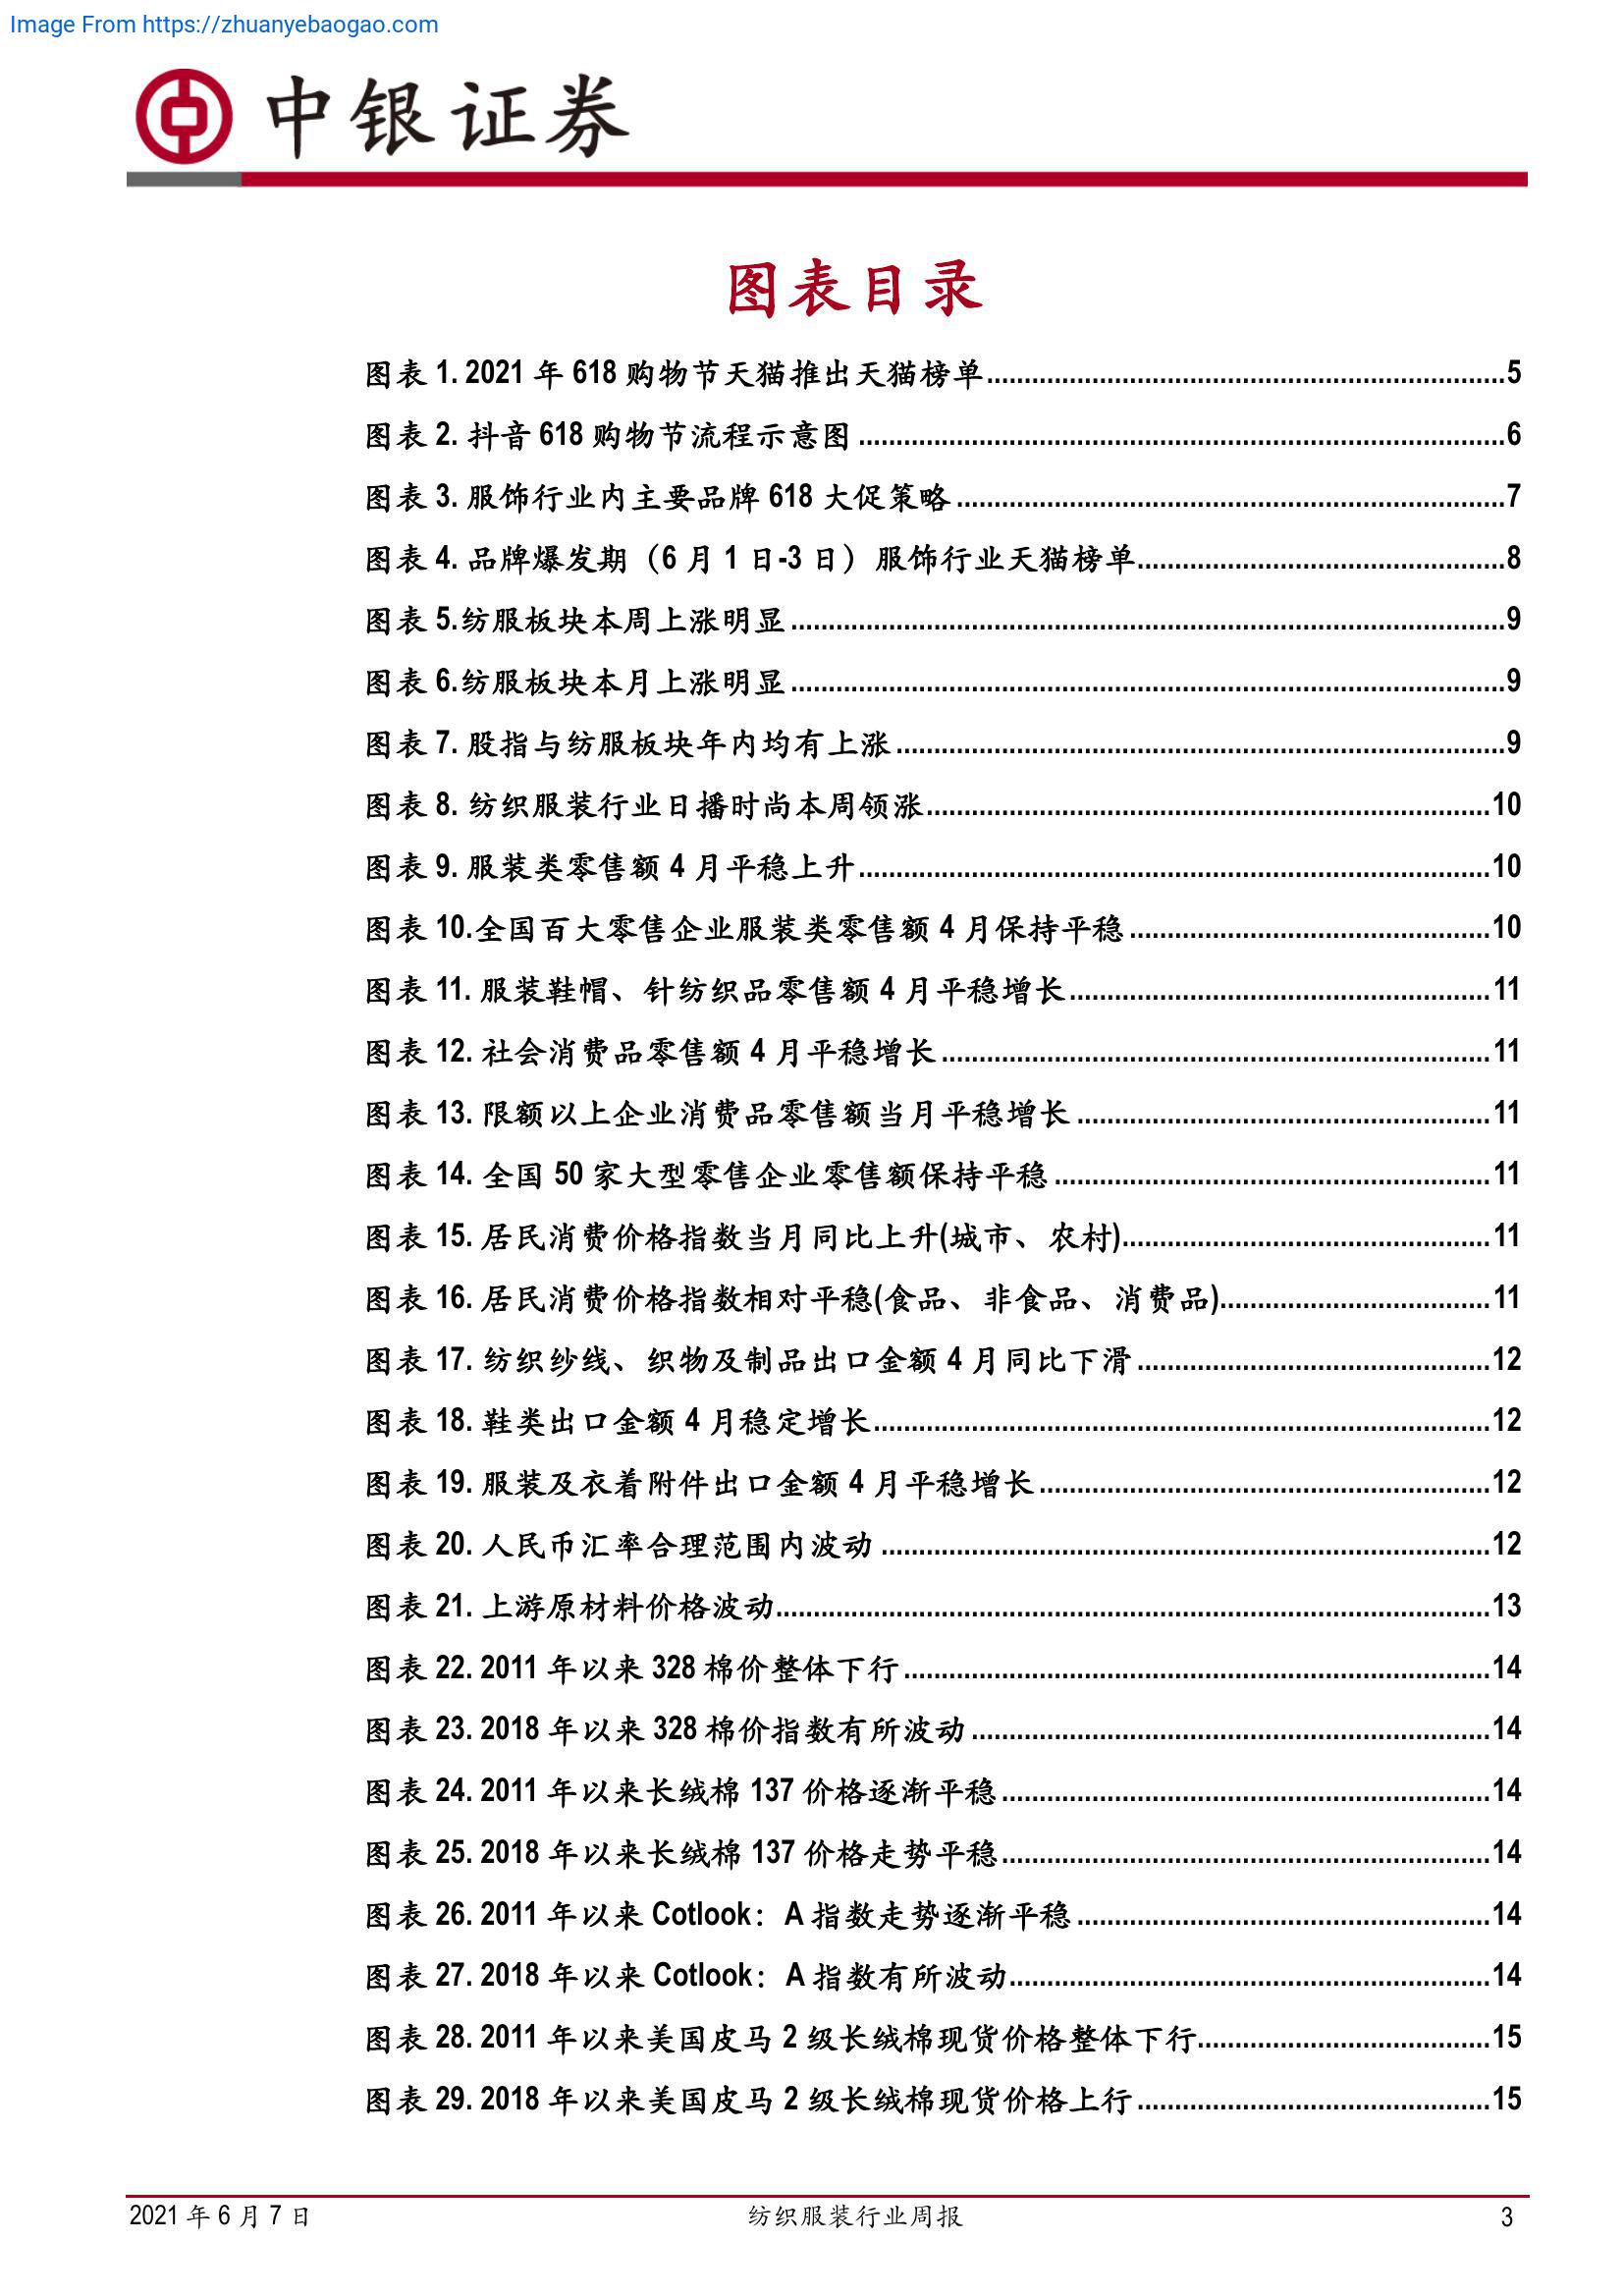 Image From https://zhuanyebaogao.com
中银证券
图表目录
图表 1. 2021 年 618 购物节天猫推出天猫榜单.....................................................................5
图表 2. 抖音 618 购物节流程示意图.....................................................................6
图表 3. 服饰行业内主要品牌 618 大促策略.....................................................................7
图表 4. 品牌爆发期（6 月 1 日-3 日）服饰行业天猫榜单.....................................................................8
图表 5.纺服板块本周上涨明显.....................................................................9
图表 6.纺服板块本月上涨明显.....................................................................9
图表 7. 股指与纺服板块年内均有上涨.....................................................................9
图表 8. 纺织服装行业日播时尚本周领涨.....................................................................10
图表 9. 服装类零售额 4 月平稳上升.....................................................................10
图表 10.全国百大零售企业服装类零售额 4 月保持平稳.....................................................................10
图表 11. 服装鞋帽、针纺织品零售额 4 月平稳增长.....................................................................11
图表 12. 社会消费品零售额 4 月平稳增长.....................................................................11
图表 13. 限额以上企业消费品零售额当月平稳增长.....................................................................11
图表 14. 全国 50 家大型零售企业零售额保持平稳.....................................................................11
图表 15. 居民消费价格指数当月同比上升(城市、农村).....................................................................11
图表 16. 居民消费价格指数相对平稳(食品、非食品、消费品).....................................................................11
图表 17. 纺织纱线、织物及制品出口金额 4 月同比下滑.....................................................................12
图表 18. 鞋类出口金额 4 月稳定增长.....................................................................12
图表 19. 服装及衣着附件出口金额 4 月平稳增长.....................................................................12
图表 20. 人民币汇率合理范围内波动.....................................................................12
图表 21. 上游原材料价格波动.....................................................................13
图表 22. 2011 年以来 328 棉价整体下行.....................................................................14
图表 23. 2018 年以来 328 棉价指数有所波动.....................................................................14
图表 24. 2011 年以来长绒棉 137 价格逐渐平稳.....................................................................14
图表 25. 2018 年以来长绒棉 137 价格走势平稳.....................................................................14
图表 26. 2011 年以来 Cotlook：A 指数走势逐渐平稳.....................................................................14
图表 27. 2018 年以来 Cotlook：A 指数有所波动.....................................................................14
图表 28. 2011 年以来美国皮马 2 级长绒棉现货价格整体下行.....................................................................15
图表 29. 2018 年以来美国皮马 2 级长绒棉现货价格上行.....................................................................15
2021 年 6 月 7 日 纺织服装行业周报 3